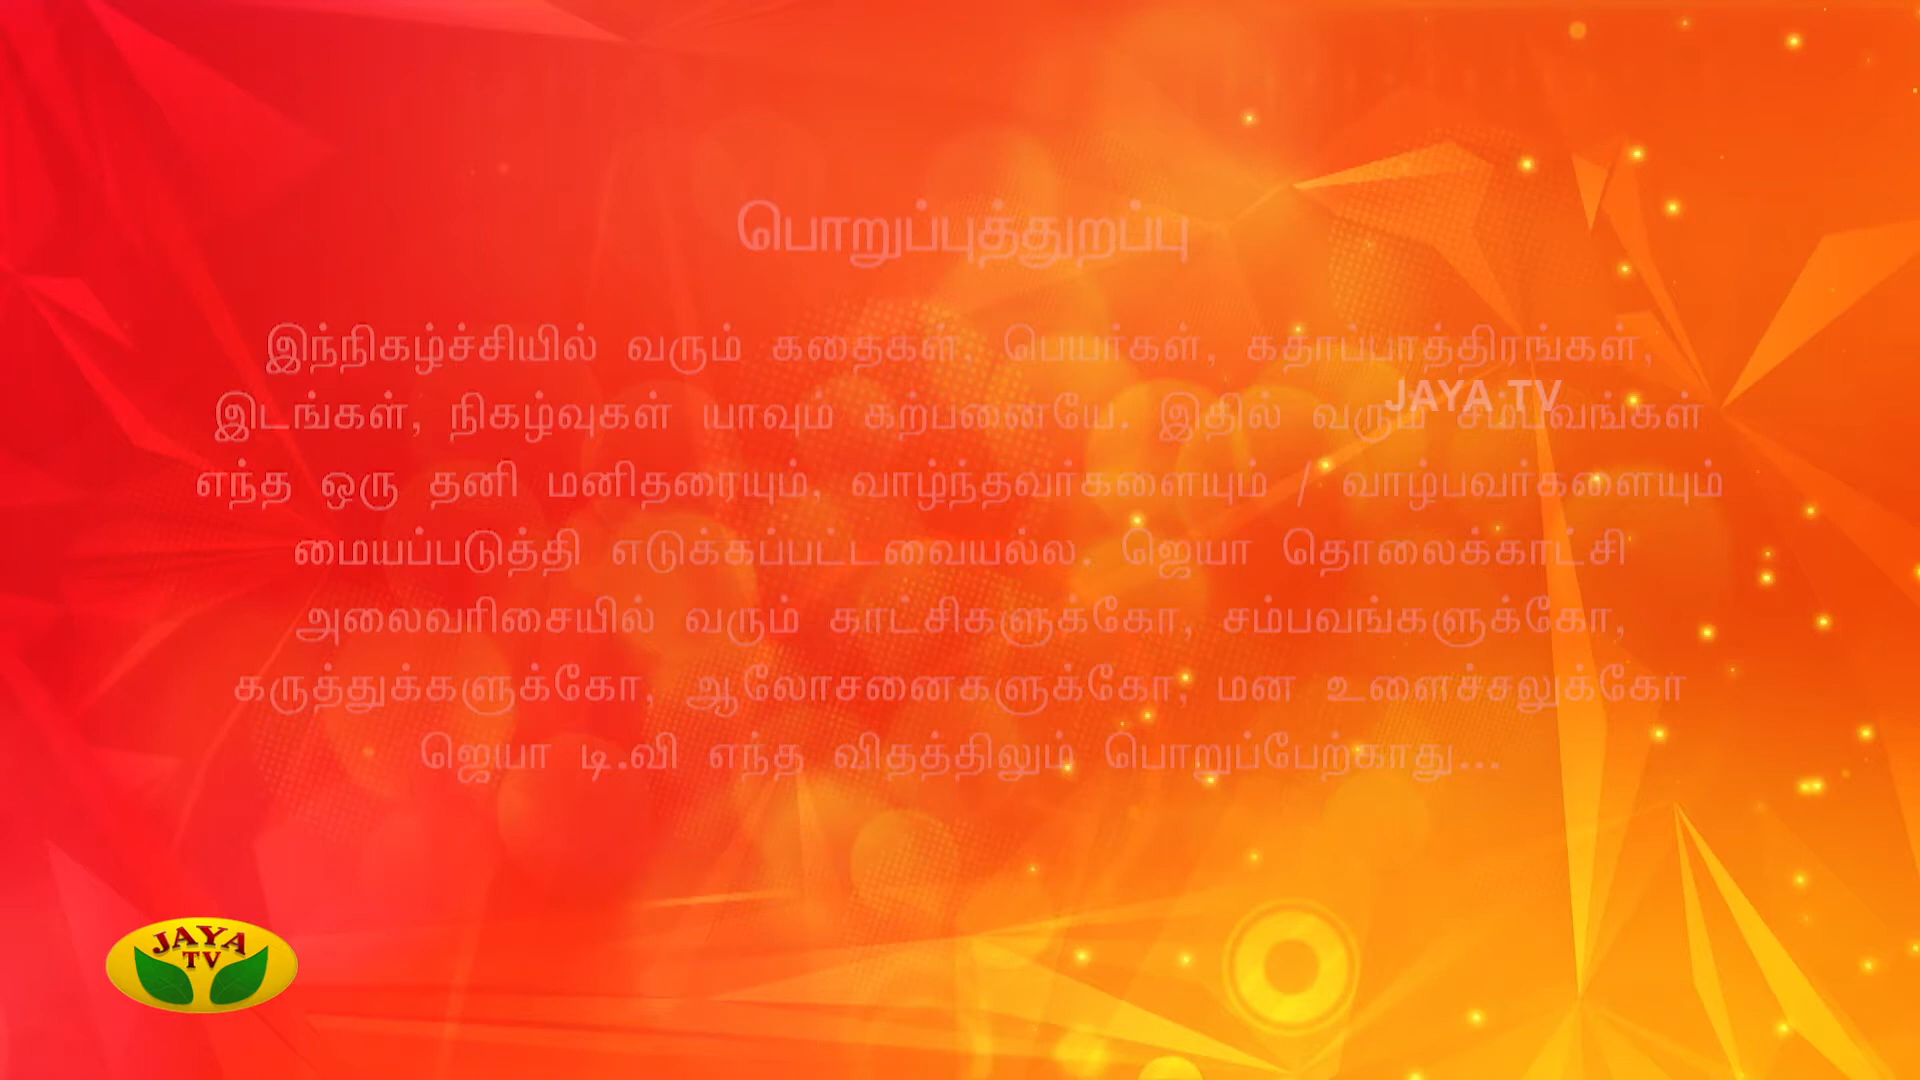 பொறுப்புத்துறப்பு
இந்நிகழ்ச்சியில் வரும் கதைகள், பெயர்கள், கதாப்பாத்திரங்கள்,
JAYA TV
இடங்கள், நிகழ்வுகள் யாவும் கற்பனையே. இதில் வரும் சம்பவங்கள்
எந்த ஒரு தனி மனிதரையும், வாழ்ந்தவர்களையும் / வாழ்பவர்களையும்
மையப்படுத்தி எடுக்கப்பட்டவையல்ல. ஜெயா தொலைக்காட்சி
அலைவரிசையில் வரும் காட்சிகளுக்கோ, சம்பவங்களுக்கோ,
கருத்துக்களுக்கோ, ஆலோசனைகளுக்கோ, மன உளைச்சலுக்கோ
ஜெயா டி.வி எந்த விதத்திலும் பொறுப்பேற்காது...
JAYA
TV